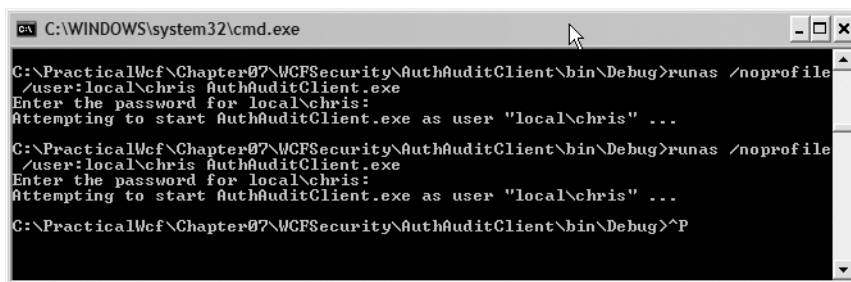 C:\WINDOWS\system32\cmd.exe
C:\PracticalWcf\Chapter07\WCFSecurity\AuthAuditClient\bin\Debug>runas /noprofile
 /user:local\chris AuthAuditClient.exe
Enter the password for local\chris:
Attempting to start AuthAuditClient.exe as user "local\chris" ...
C:\PracticalWcf\Chapter07\WCFSecurity\AuthAuditClient\bin\Debug>runas /noprofile
 /user:local\chris AuthAuditClient.exe
Enter the password for local\chris:
Attempting to start AuthAuditClient.exe as user "local\chris" ...
C:\PracticalWcf\Chapter07\WCFSecurity\AuthAuditClient\bin\Debug>^P